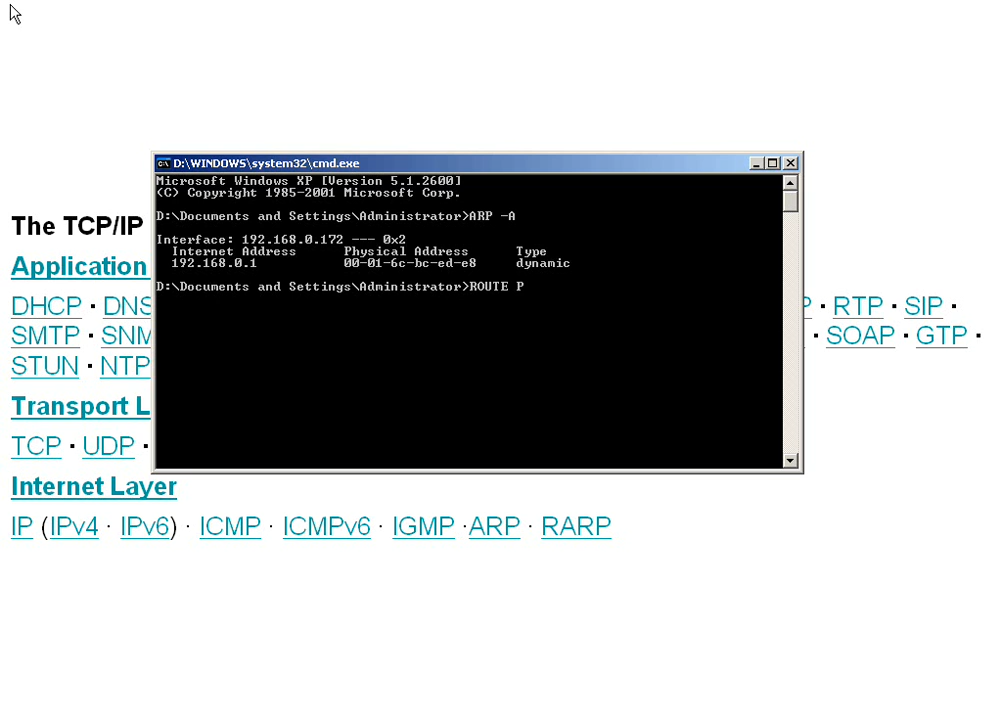 D:\WINDOWS\system32\cmd.exe
Microsoft Windows XP [Version 5.1.2600]
(C) Copyright 1985-2001 Microsoft Corp.
D:\Documents and Settings\Administrator>ARP -A
Interface: 192.168.0.172 --- 0x2
Internet Address Physical Address Type
192.168.0.1 00-01-6c-bc-ed-e8 dynamic
D:\Documents and Settings\Administrator>ROUTE P
The TCP/IP
Application
DHCP · DNS · RTP · SIP ·
SMTP · SNM · SOAP · GTP ·
STUN · NTP
Transport L
TCP · UDP ·
Internet Layer
IP (IPv4 · IPv6) · ICMP · ICMPv6 · IGMP · ARP · RARP